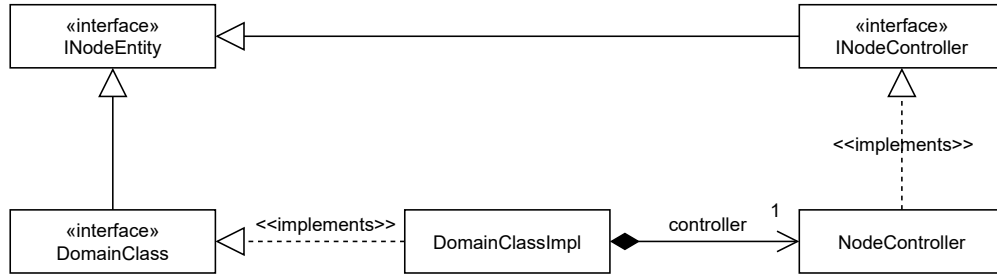 «interface»
INodeEntity
«interface»
INodeController
<<implements>>
«interface»
DomainClass
<<implements>>
DomainClassImpl
controller
1
NodeController